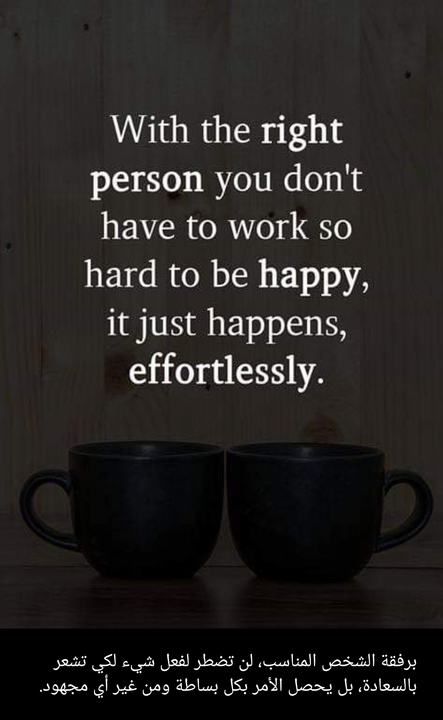 With the right
person you don't
have to work so
hard to be happy,
it just happens,
effortlessly.
برفقة الشخص المناسب، لن تضطر لفعل شيء لكي تشعر
بالسعادة، بل يحصل الأمر بكل بساطة ومن غير أي مجهود.